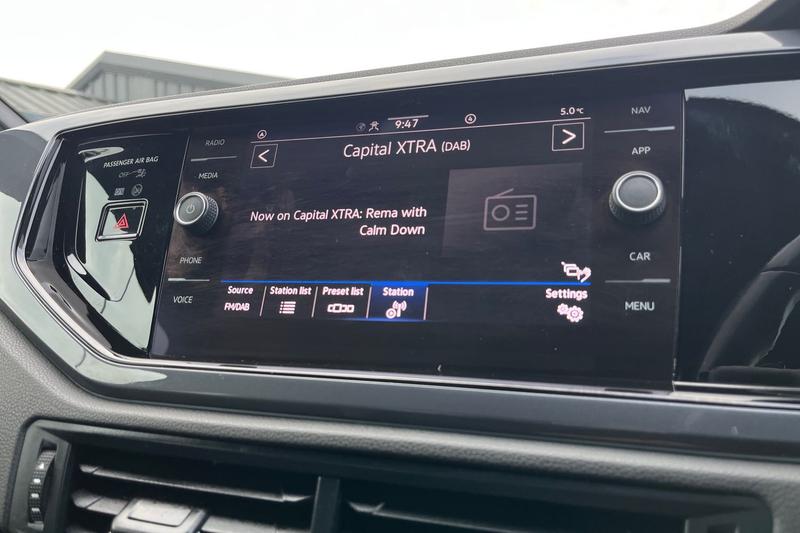 9:47
5.0°C
Capital XTRA (DAB)
Now on Capital XTRA: Rema with
Calm Down
Source
FM/DAB
Station list
Preset list
Station
Settings
PASSENGER AIR BAG
OFF
RADIO
MEDIA
PHONE
VOICE
NAV
APP
CAR
MENU